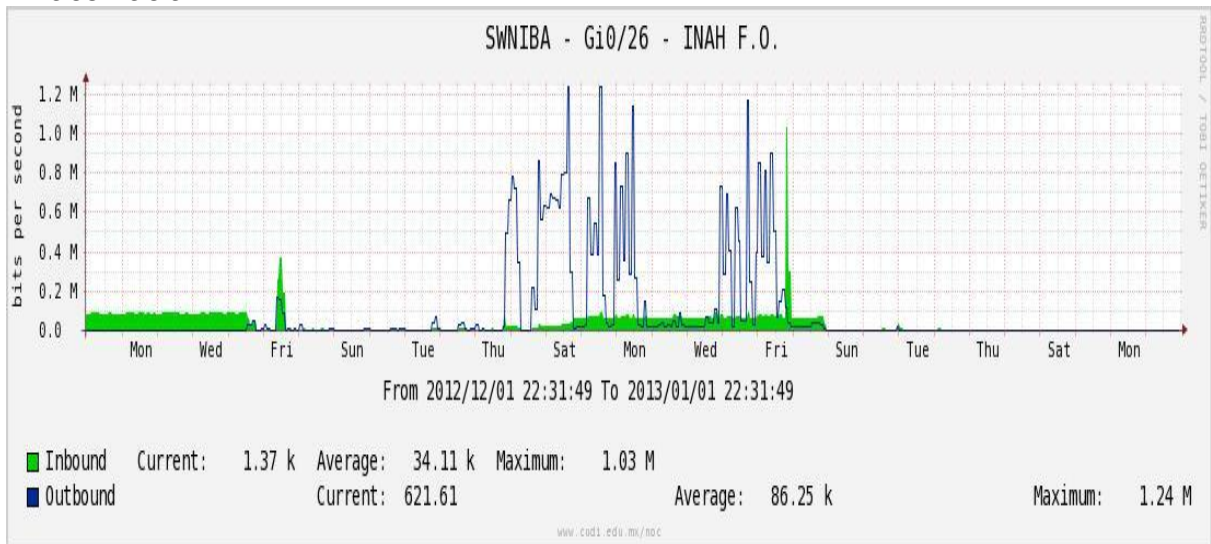 SWNIBA - Gi0/26 - INAH F.O.
RRDTOOL / TOBI OETIKER
bits per second
1.2 M
1.0 M
0.8 M
0.6 M
0.4 M
0.2 M
0.0
Mon Wed Fri Sun Tue Thu Sat Mon Wed Fri Sun Tue Thu Sat Mon
From 2012/12/01 22:31:49 To 2013/01/01 22:31:49
Inbound Current: 1.37 k Average: 34.11 k Maximum: 1.03 M
Outbound Current: 621.61 Average: 86.25 k Maximum: 1.24 M
www.codi.edu.mx/noc